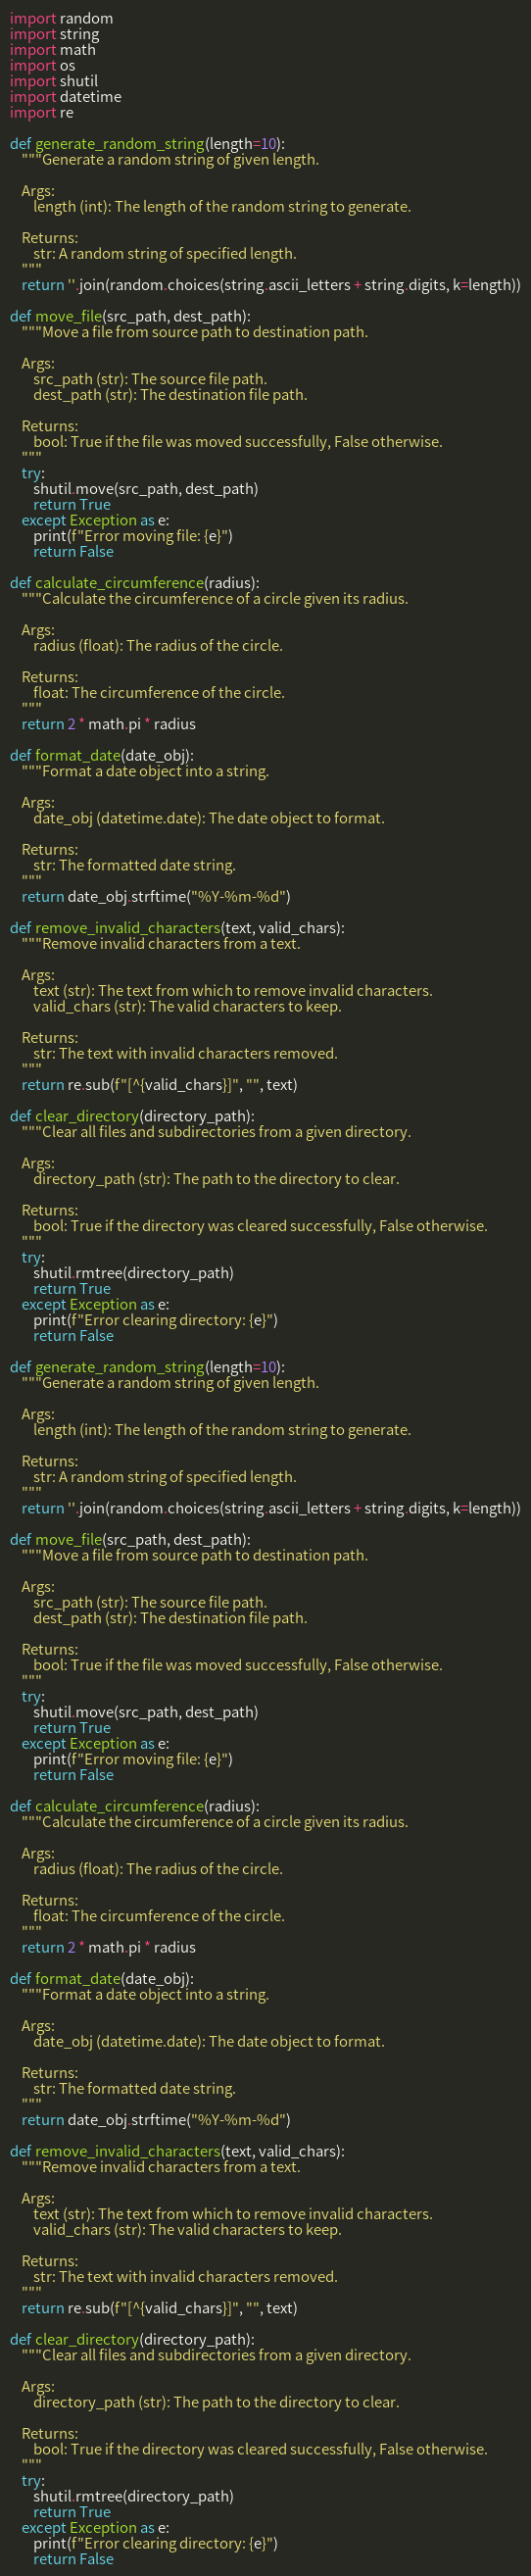 import random
import string
import math
import os
import shutil
import datetime
import re

def generate_random_string(length=10):
    """Generate a random string of given length.

    Args:
        length (int): The length of the random string to generate.

    Returns:
        str: A random string of specified length.
    """
    return ''.join(random.choices(string.ascii_letters + string.digits, k=length))

def move_file(src_path, dest_path):
    """Move a file from source path to destination path.

    Args:
        src_path (str): The source file path.
        dest_path (str): The destination file path.

    Returns:
        bool: True if the file was moved successfully, False otherwise.
    """
    try:
        shutil.move(src_path, dest_path)
        return True
    except Exception as e:
        print(f"Error moving file: {e}")
        return False

def calculate_circumference(radius):
    """Calculate the circumference of a circle given its radius.

    Args:
        radius (float): The radius of the circle.

    Returns:
        float: The circumference of the circle.
    """
    return 2 * math.pi * radius

def format_date(date_obj):
    """Format a date object into a string.

    Args:
        date_obj (datetime.date): The date object to format.

    Returns:
        str: The formatted date string.
    """
    return date_obj.strftime("%Y-%m-%d")

def remove_invalid_characters(text, valid_chars):
    """Remove invalid characters from a text.

    Args:
        text (str): The text from which to remove invalid characters.
        valid_chars (str): The valid characters to keep.

    Returns:
        str: The text with invalid characters removed.
    """
    return re.sub(f"[^{valid_chars}]", "", text)

def clear_directory(directory_path):
    """Clear all files and subdirectories from a given directory.

    Args:
        directory_path (str): The path to the directory to clear.

    Returns:
        bool: True if the directory was cleared successfully, False otherwise.
    """
    try:
        shutil.rmtree(directory_path)
        return True
    except Exception as e:
        print(f"Error clearing directory: {e}")
        return False

def generate_random_string(length=10):
    """Generate a random string of given length.

    Args:
        length (int): The length of the random string to generate.

    Returns:
        str: A random string of specified length.
    """
    return ''.join(random.choices(string.ascii_letters + string.digits, k=length))

def move_file(src_path, dest_path):
    """Move a file from source path to destination path.

    Args:
        src_path (str): The source file path.
        dest_path (str): The destination file path.

    Returns:
        bool: True if the file was moved successfully, False otherwise.
    """
    try:
        shutil.move(src_path, dest_path)
        return True
    except Exception as e:
        print(f"Error moving file: {e}")
        return False

def calculate_circumference(radius):
    """Calculate the circumference of a circle given its radius.

    Args:
        radius (float): The radius of the circle.

    Returns:
        float: The circumference of the circle.
    """
    return 2 * math.pi * radius

def format_date(date_obj):
    """Format a date object into a string.

    Args:
        date_obj (datetime.date): The date object to format.

    Returns:
        str: The formatted date string.
    """
    return date_obj.strftime("%Y-%m-%d")

def remove_invalid_characters(text, valid_chars):
    """Remove invalid characters from a text.

    Args:
        text (str): The text from which to remove invalid characters.
        valid_chars (str): The valid characters to keep.

    Returns:
        str: The text with invalid characters removed.
    """
    return re.sub(f"[^{valid_chars}]", "", text)

def clear_directory(directory_path):
    """Clear all files and subdirectories from a given directory.

    Args:
        directory_path (str): The path to the directory to clear.

    Returns:
        bool: True if the directory was cleared successfully, False otherwise.
    """
    try:
        shutil.rmtree(directory_path)
        return True
    except Exception as e:
        print(f"Error clearing directory: {e}")
        return False